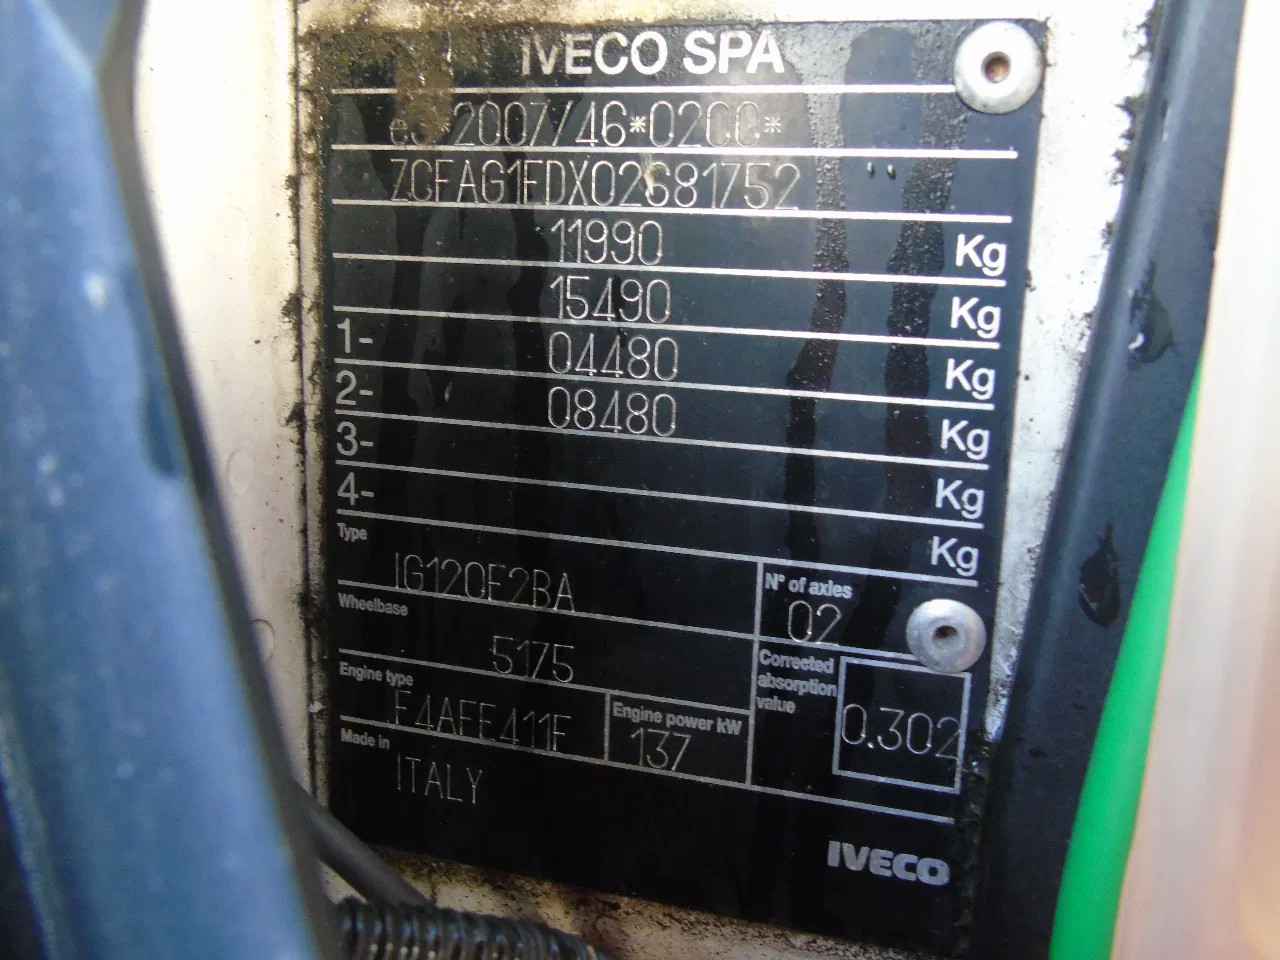 IVECO SPA
e3*2007/46*0200*
ZCFAG1EDX02681752
11990 Kg
15490 Kg
1- 04480 Kg
2- 08480 Kg
3- Kg
4- Kg
Type
IG120E2BA
N° of axles
02
Wheelbase
5175
Corrected
absorption
value
0.302
Engine type
F4AFE411F
Engine power kW
137
Made in
ITALY
IVECO